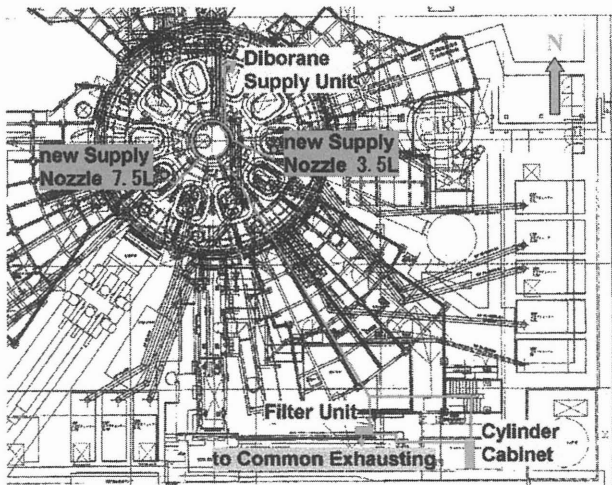 Diborane
Supply Unit
N
new Supply
Nozzle 7.5L
new Supply
Nozzle 3.5L
Filter Unit
to Common Exhausting
Cylinder
Cabinet